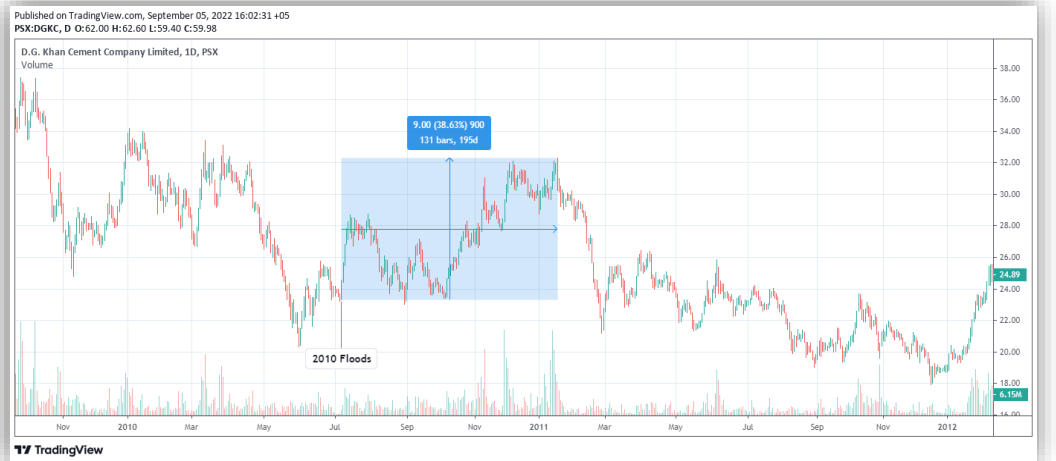 Published on TradingView.com, September 05, 2022 16:02:31 +05
PSX:DGKC, D O:62.00 H:62.60 L:59.40 C:59.98
D.G. Khan Cement Company Limited, 1D, PSX
Volume
38.00
36.00
34.00
9.00 (38.63%) 900
131 bars, 195d
32.00
30.00
28.00
26.00
24.89
24.00
22.00
20.00
2010 Floods
18.00
6.15M
16.00
Nov 2010 Mar May Jul Sep Nov 2011 Mar May Jul Sep Nov 2012
TradingView